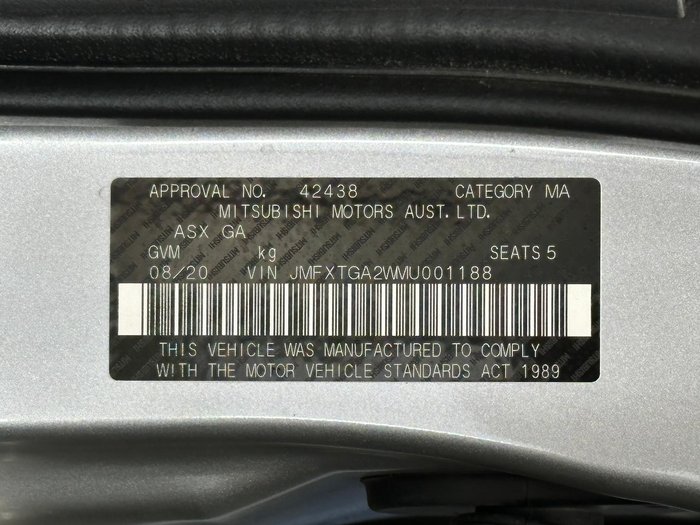 APPROVAL NO. 42438 CATEGORY MA
MITSUBISHI MOTORS AUST. LTD.
ASX GA
GVM kg SEATS 5
08/20 VIN JMFXTGA2WMU001188
THIS VEHICLE WAS MANUFACTURED TO COMPLY
WITH THE MOTOR VEHICLE STANDARDS ACT 1989